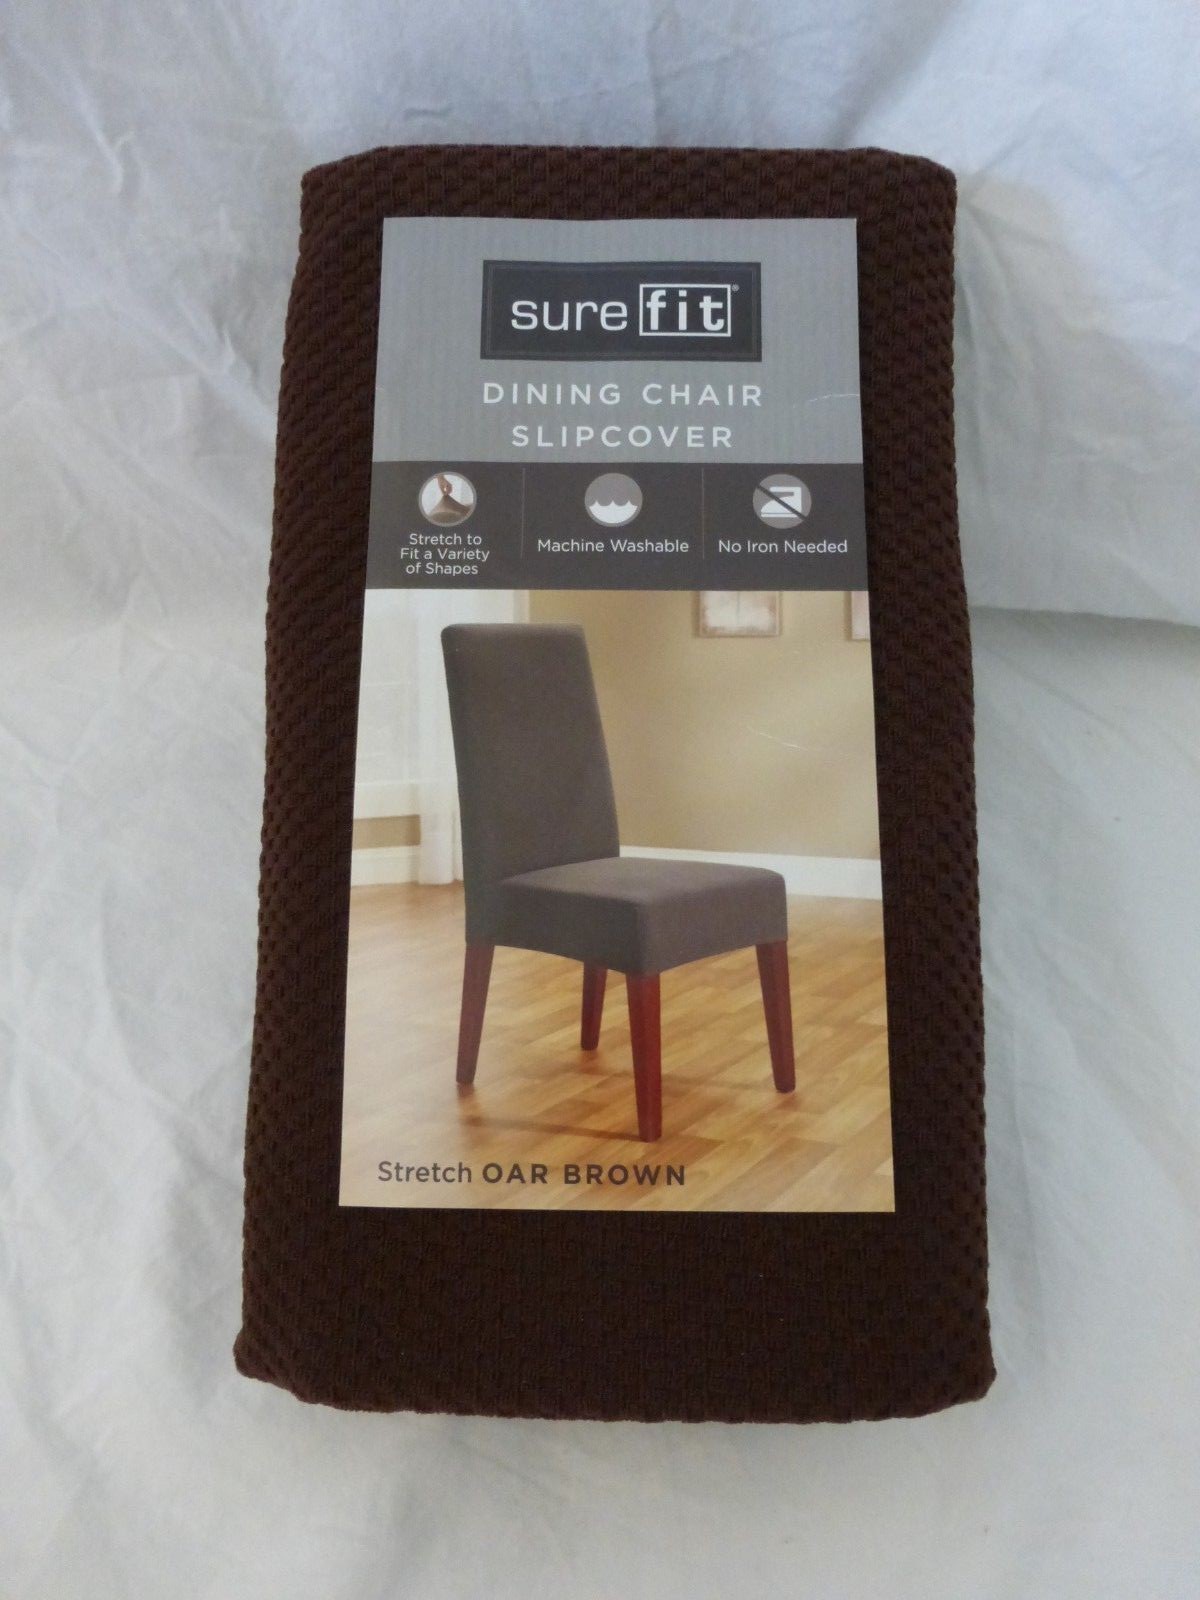 sure fit®
DINING CHAIR
SLIPCOVER
Stretch to
Fit a Variety
of Shapes
Machine Washable
No Iron Needed
Stretch OAR BROWN